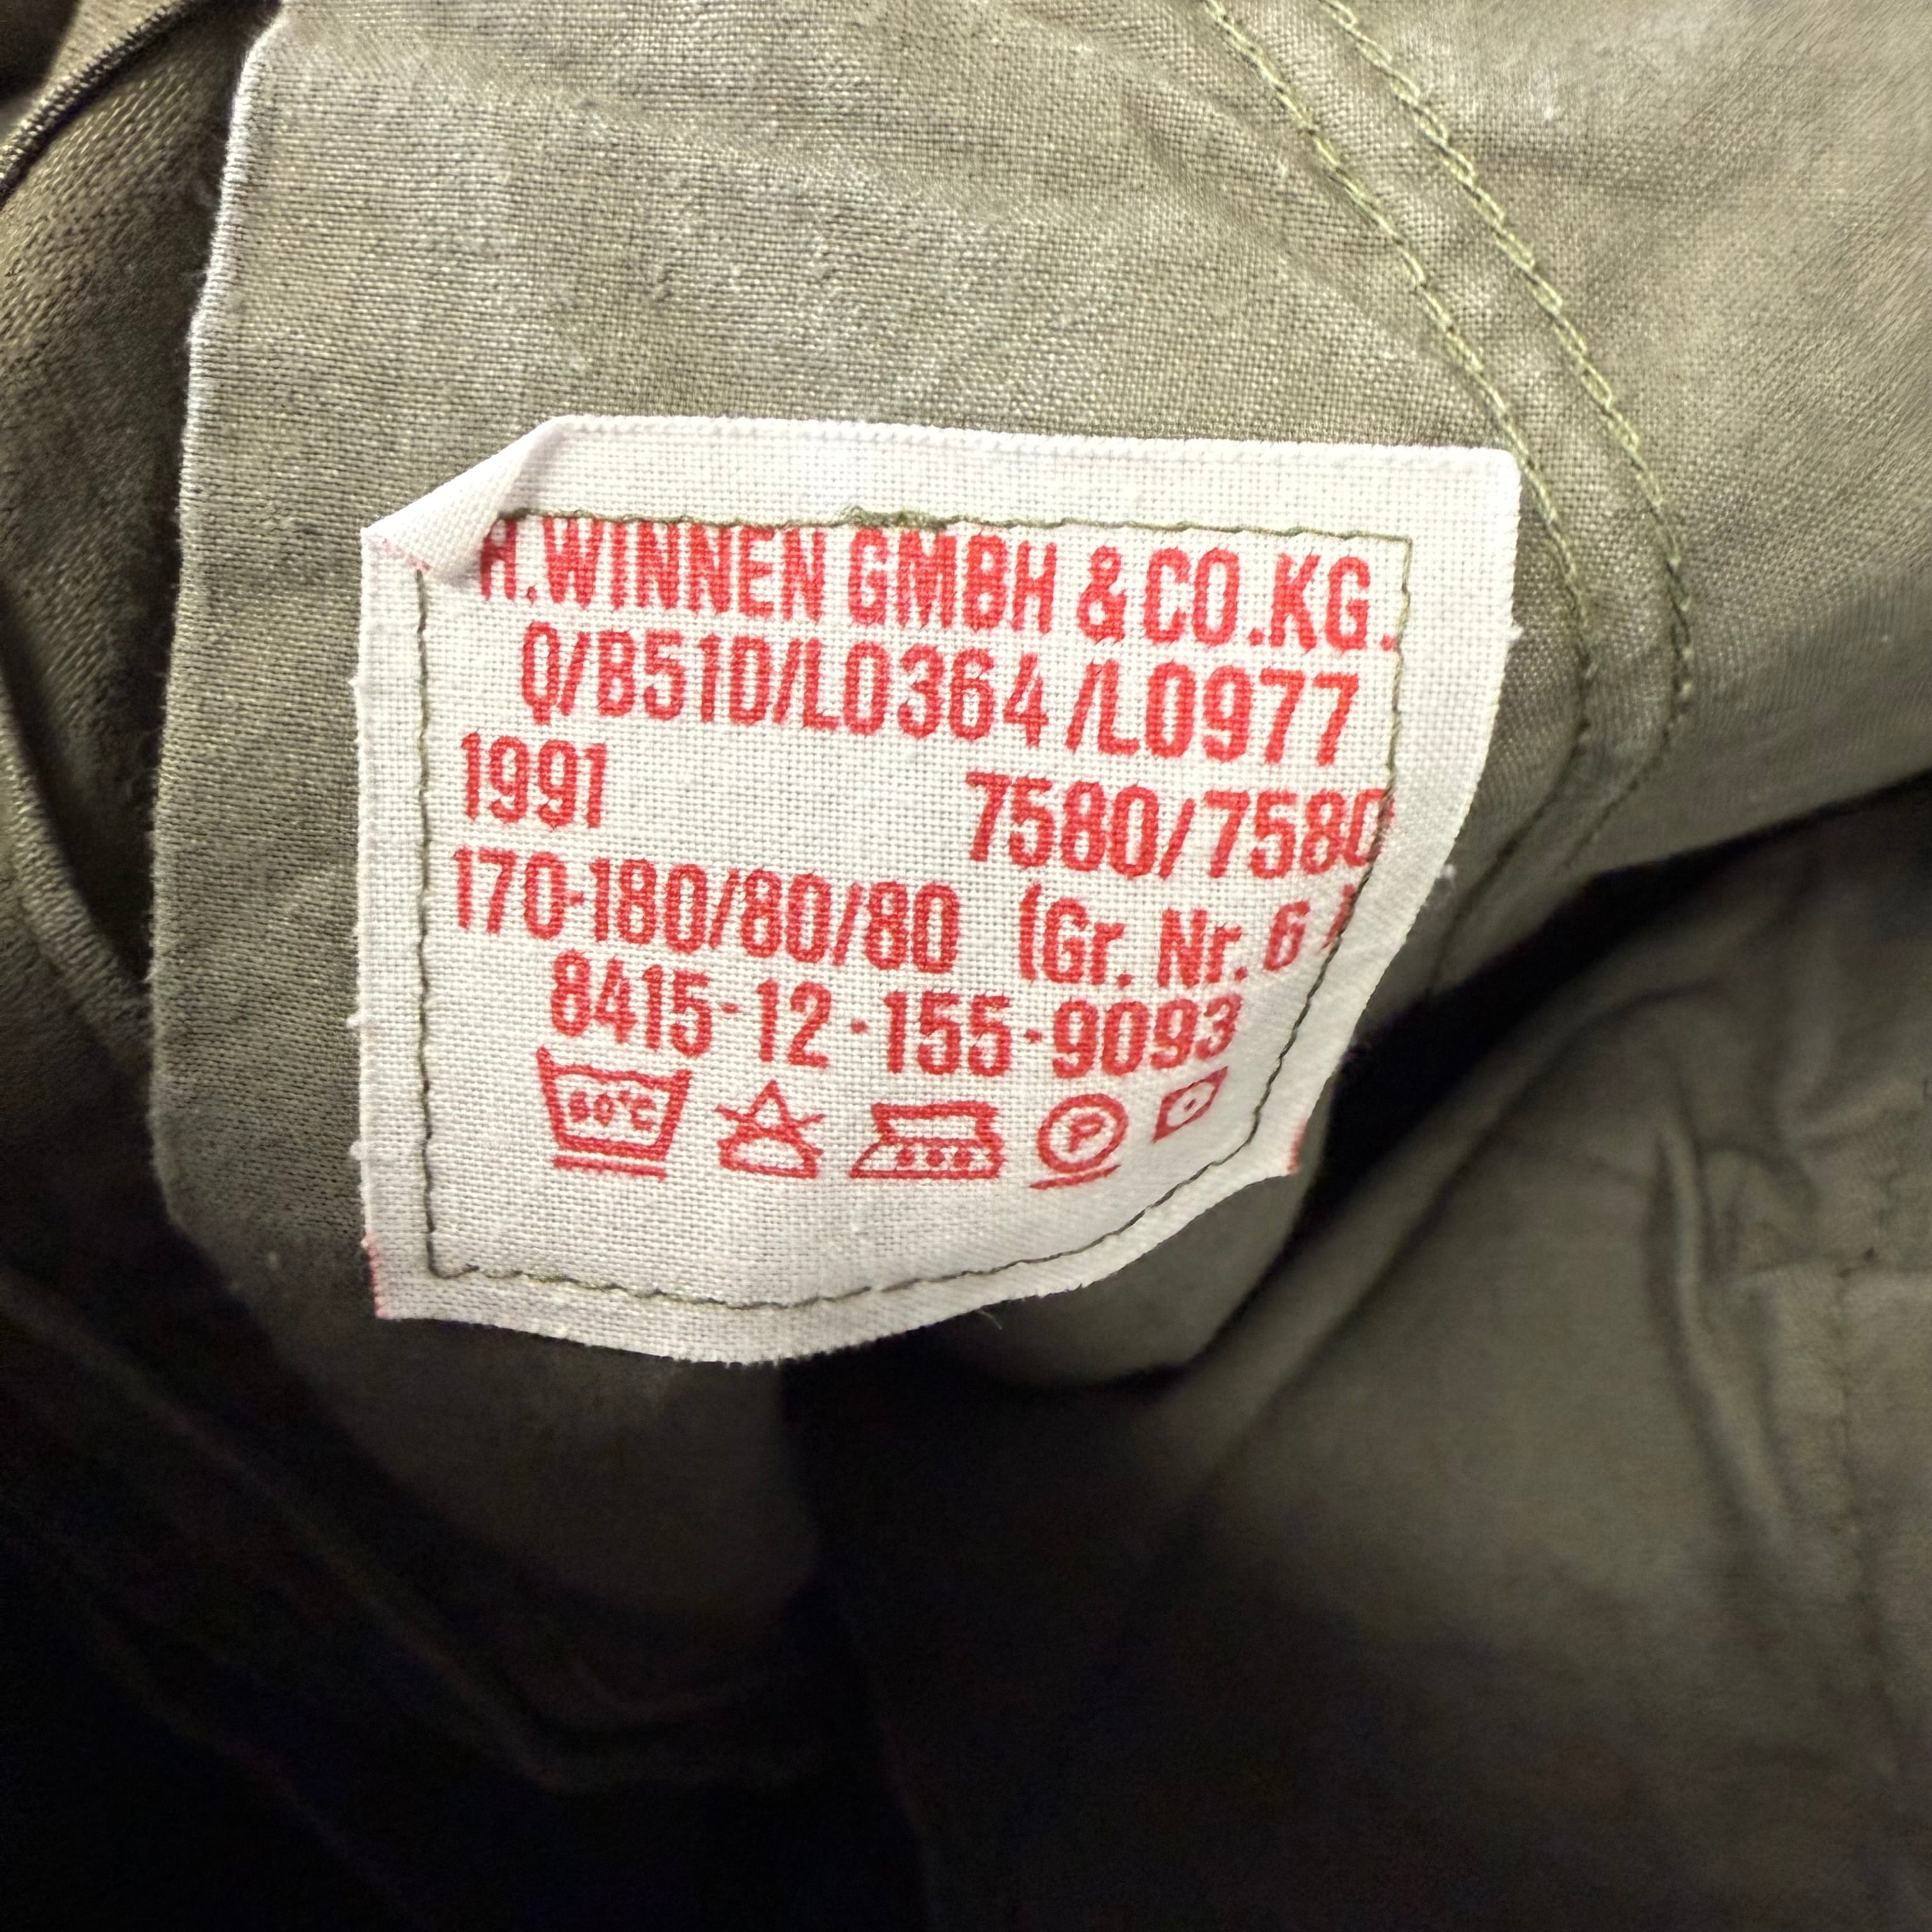 H.WINNEN GMBH & CO.KG.
Q/B51D/L0364/L0977
1991 7580/7580
170-180/80/80 (Gr. Nr. 6)
8415-12-155-9093
60°C
P